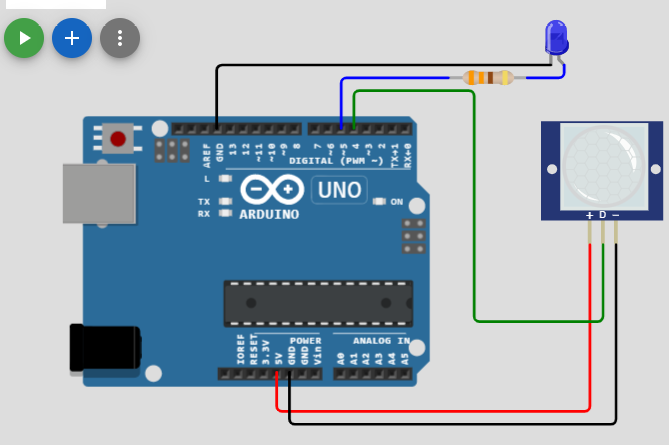 AREF
GND
13
12
~11
~10
~9
8
7
~6
~5
4
~3
2
TX→1
RX←0
DIGITAL (PWM ~)
L
TX
RX
UNO
ON
ARDUINO
+ D −
IOREF
RESET
3.3V
5V
GND
GND
Vin
POWER
ANALOG IN
A0
A1
A2
A3
A4
A5